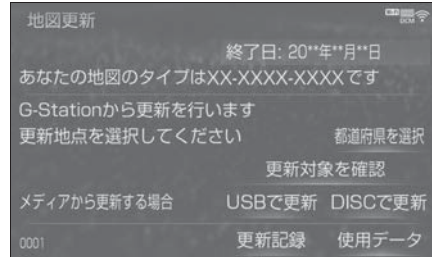 地図更新
終了日: 20**年**月**日
あなたの地図のタイプはXX-XXXX-XXXXです
G-Stationから更新を行います
更新地点を選択してください 都道府県を選択
更新対象を確認
メディアから更新する場合 USBで更新 DISCで更新
0001 更新記録 使用データ